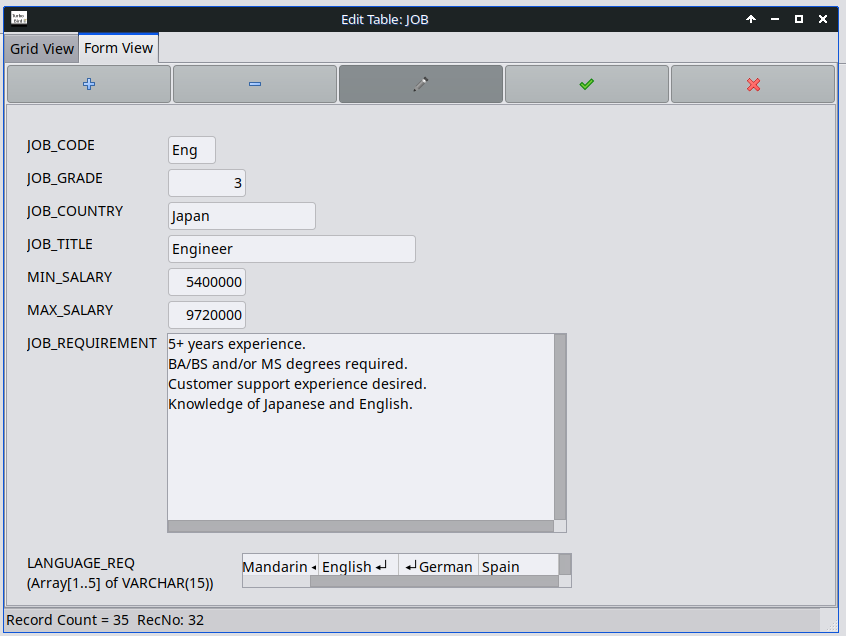 Edit Table: JOB
Grid View Form View
JOB_CODE Eng
JOB_GRADE 3
JOB_COUNTRY Japan
JOB_TITLE Engineer
MIN_SALARY 5400000
MAX_SALARY 9720000
JOB_REQUIREMENT 5+ years experience.
BA/BS and/or MS degrees required.
Customer support experience desired.
Knowledge of Japanese and English.
LANGUAGE_REQ Mandarin English ↵ ↵ German Spain
(Array[1..5] of VARCHAR(15))
Record Count = 35 RecNo: 32